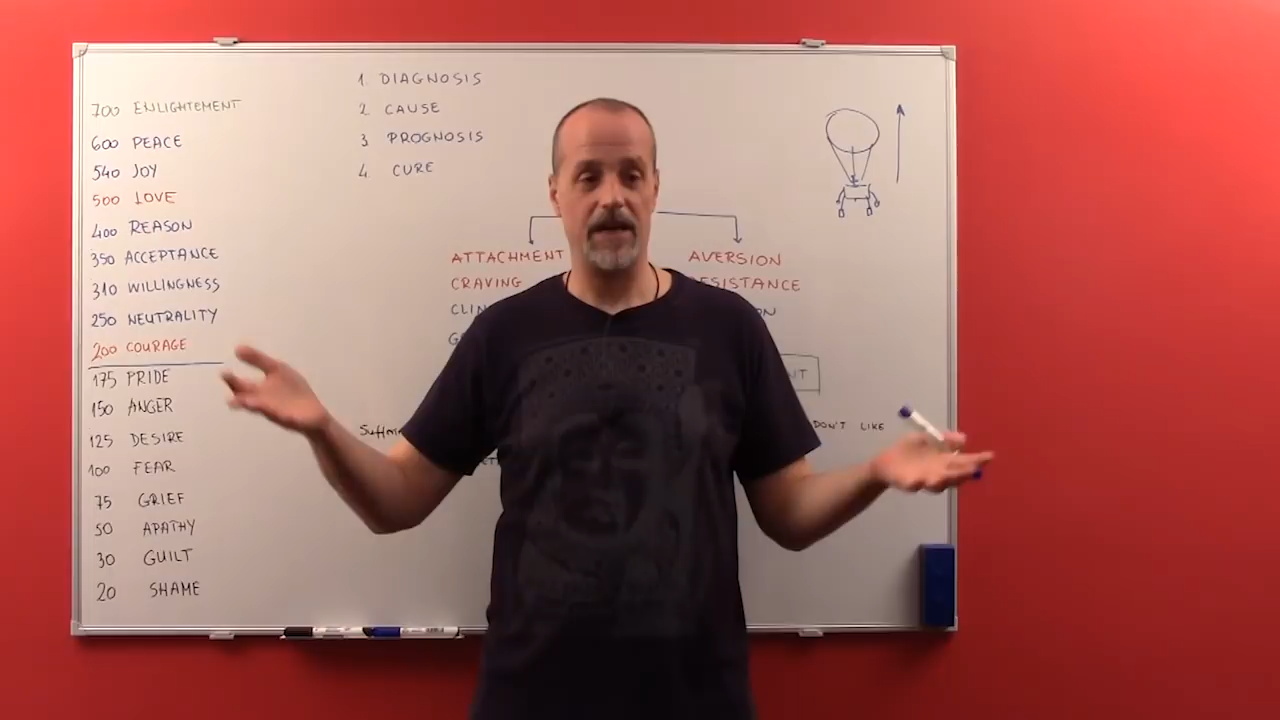 700 ENLIGHTEMENT
600 PEACE
540 JOY
500 LOVE
400 REASON
350 ACCEPTANCE
310 WILLINGNESS
250 NEUTRALITY
200 COURAGE
175 PRIDE
150 ANGER
125 DESIRE
100 FEAR
75 GRIEF
50 APATHY
30 GUILT
20 SHAME
1. DIAGNOSIS
2 CAUSE
3 PROGNOSIS
4. CURE
ATTACHMENT
CRAVING
AVERSION
DON'T LIKE